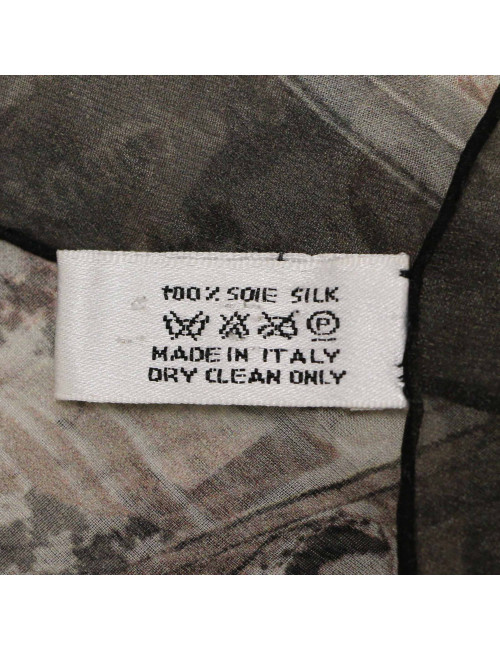 100% SOIE SILK
P
MADE IN ITALY
DRY CLEAN ONLY